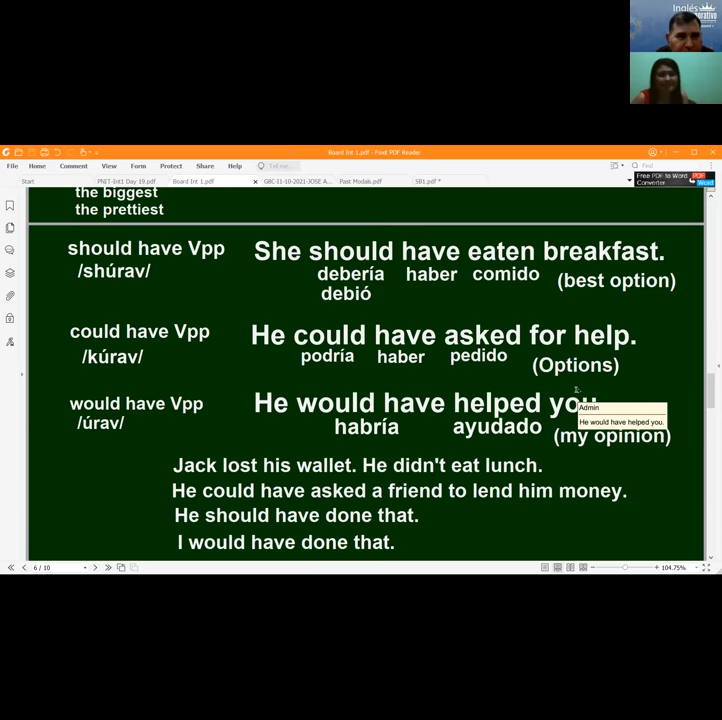 Inglés
Board Int 1.pdf - Foxit PDF Reader
File Home Comment View Form Protect Share Help Tell me... Find
Start PNIT-Int1 Day 19.pdf Board Int 1.pdf Past Modals.pdf SB1.pdf *
Free PDF to Word
Converter
PDF
Word
the biggest
the prettiest
should have Vpp She should have eaten breakfast.
/shúrav/ debería haber comido (best option)
debió
could have Vpp He could have asked for help.
/kúrav/ podría haber pedido (Options)
would have Vpp He would have helped you
/úrav/ habría ayudado (my opinion)
Admin
He would have helped you.
Jack lost his wallet. He didn't eat lunch.
He could have asked a friend to lend him money.
He should have done that.
I would have done that.
6 / 10 104.75%